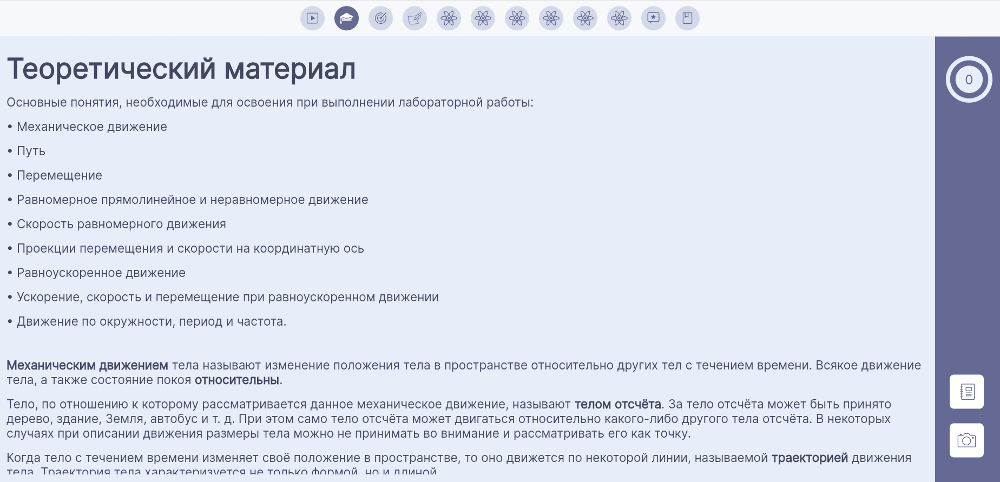 Теоретический материал
0
Основные понятия, необходимые для освоения при выполнении лабораторной работы:
• Механическое движение
• Путь
• Перемещение
• Равномерное прямолинейное и неравномерное движение
• Скорость равномерного движения
• Проекции перемещения и скорости на координатную ось
• Равноускоренное движение
• Ускорение, скорость и перемещение при равноускоренном движении
• Движение по окружности, период и частота.
Механическим движением тела называют изменение положения тела в пространстве относительно других тел с течением времени. Всякое движение
тела, а также состояние покоя относительны.
Тело, по отношению к которому рассматривается данное механическое движение, называют телом отсчёта. За тело отсчёта может быть принято
дерево, здание, Земля, автобус и т. д. При этом само тело отсчёта может двигаться относительно какого-либо другого тела отсчёта. В некоторых
случаях при описании движения размеры тела можно не принимать во внимание и рассматривать его как точку.
Когда тело с течением времени изменяет своё положение в пространстве, то оно движется по некоторой линии, называемой траекторией движения
тела. Траектория тела характеризуется не только формой, но и длиной.